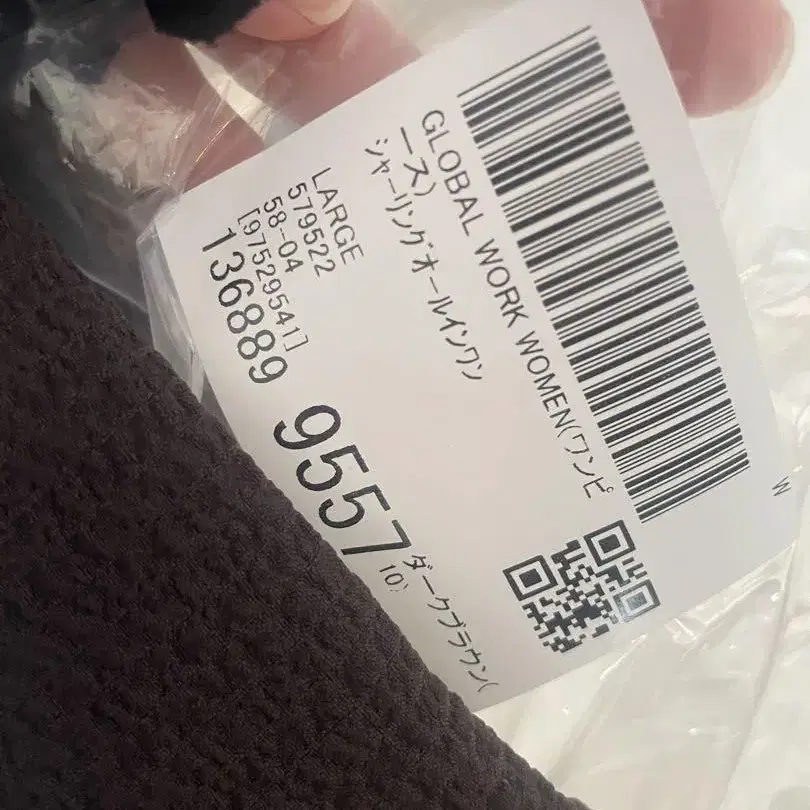 GLOBAL WORK WOMEN(ワンピ
ース)
シャーリングオールインワン
LARGE
579522
58-04
[97529541]
136889
9557
ダークブラウン(
10)
W